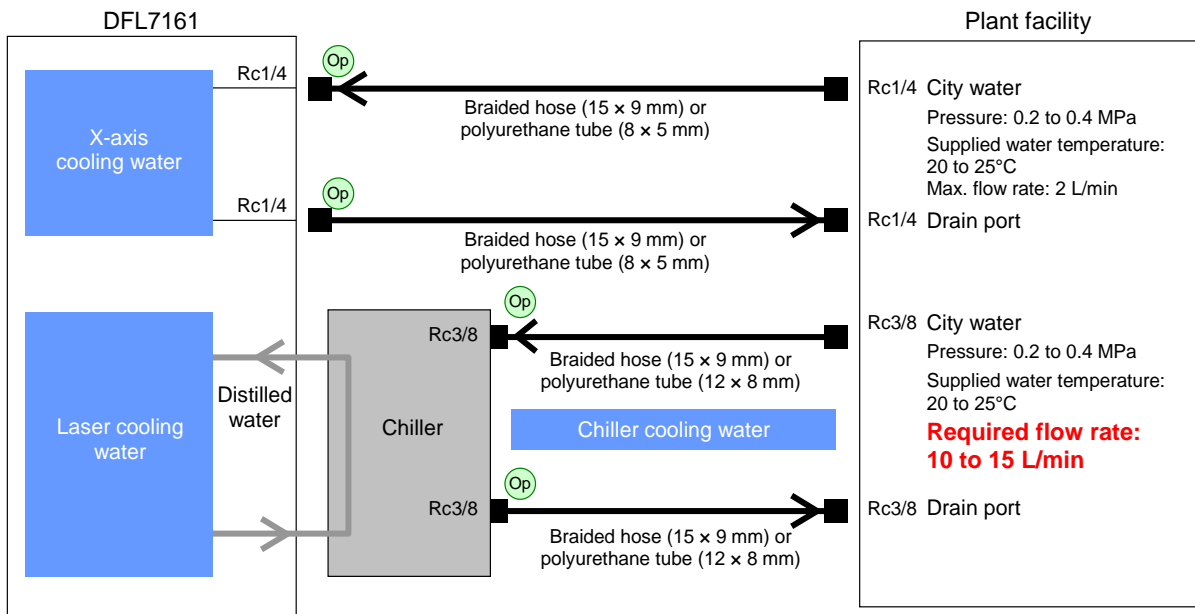 DFL7161
Plant facility
Op
Rc1/4
Rc1/4 City water
Braided hose (15 × 9 mm) or
polyurethane tube (8 × 5 mm)
Pressure: 0.2 to 0.4 MPa
Supplied water temperature:
20 to 25°C
Max. flow rate: 2 L/min
X-axis
cooling water
Op
Rc1/4
Rc1/4 Drain port
Braided hose (15 × 9 mm) or
polyurethane tube (8 × 5 mm)
Op
Rc3/8
Rc3/8 City water
Braided hose (15 × 9 mm) or
polyurethane tube (12 × 8 mm)
Pressure: 0.2 to 0.4 MPa
Supplied water temperature:
20 to 25°C
Required flow rate:
10 to 15 L/min
Distilled
water
Laser cooling
water
Chiller
Chiller cooling water
Op
Rc3/8
Rc3/8 Drain port
Braided hose (15 × 9 mm) or
polyurethane tube (12 × 8 mm)